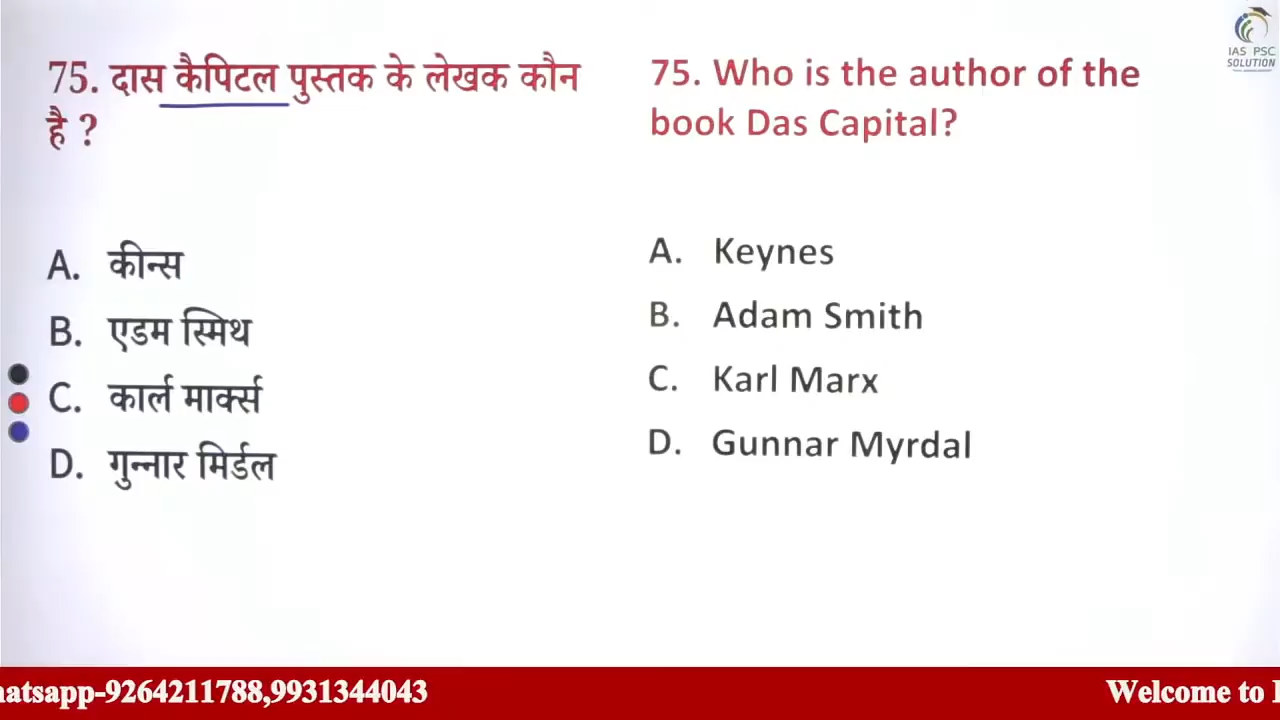 75. दास कैपिटल पुस्तक के लेखक कौन
है ?
A. कीन्स
B. एडम स्मिथ
C. कार्ल मार्क्स
D. गुन्नार मिर्डल
75. Who is the author of the
book Das Capital?
A. Keynes
B. Adam Smith
C. Karl Marx
D. Gunnar Myrdal
IAS PSC
SOLUTION
hatsapp-9264211788,9931344043
Welcome to